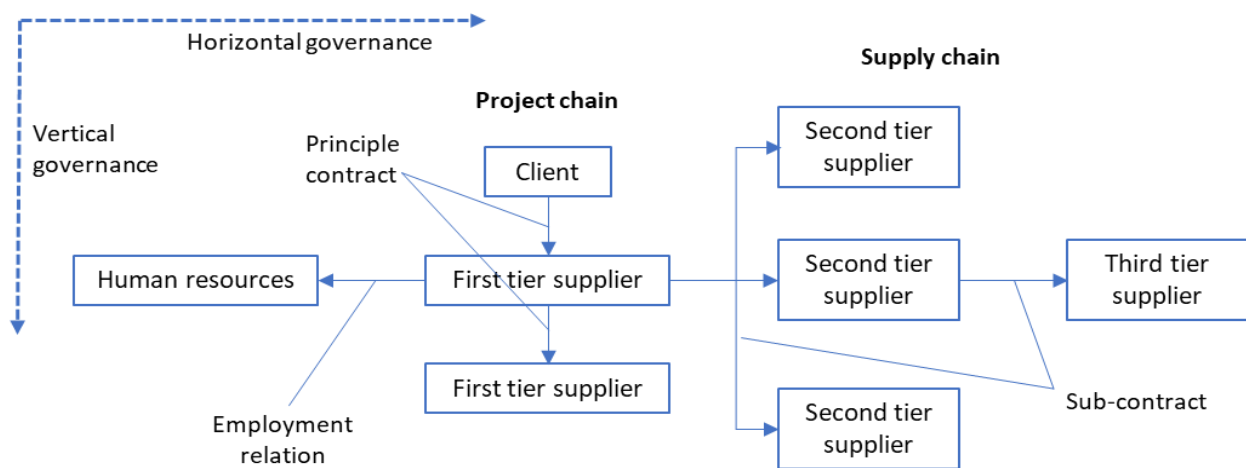 Horizontal governance
Supply chain
Project chain
Vertical
governance
Principle
contract
Client
Second tier
supplier
Human resources
First tier supplier
Second tier
supplier
Third tier
supplier
First tier supplier
Second tier
supplier
Employment
relation
Sub-contract